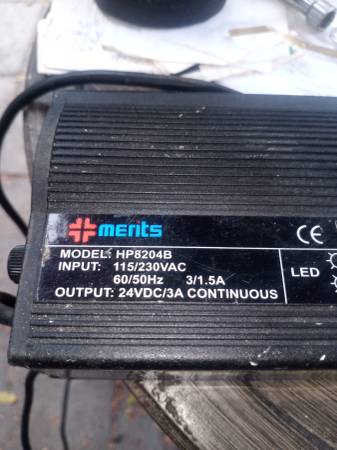 merits
CE
MODEL: HP8204B
INPUT: 115/230VAC
60/50Hz 3/1.5A
OUTPUT: 24VDC/3A CONTINUOUS
LED